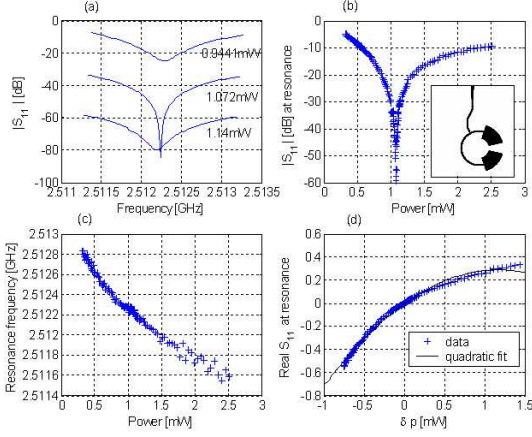 (a)
0
-20
-40
-60
-80
-100
|S11| [dB]
0.9441mW
1.072mW
1.14mW
2.511 2.5115 2.512 2.5125 2.513 2.5135
Frequency [GHz]
(b)
0
-10
-20
-30
-40
-50
-60
|S11| [dB] at resonance
0 0.5 1 1.5 2 2.5 3
Power [mW]
(c)
2.513
2.5128
2.5126
2.5124
2.5122
2.512
2.5118
2.5116
2.5114
Resonance frequency [GHz]
0 0.5 1 1.5 2 2.5 3
Power [mW]
(d)
0.6
0.4
0.2
0
-0.2
-0.4
-0.6
-0.8
Real S11 at resonance
data
quadratic fit
-1 -0.5 0 0.5 1 1.5
δ p [mW]